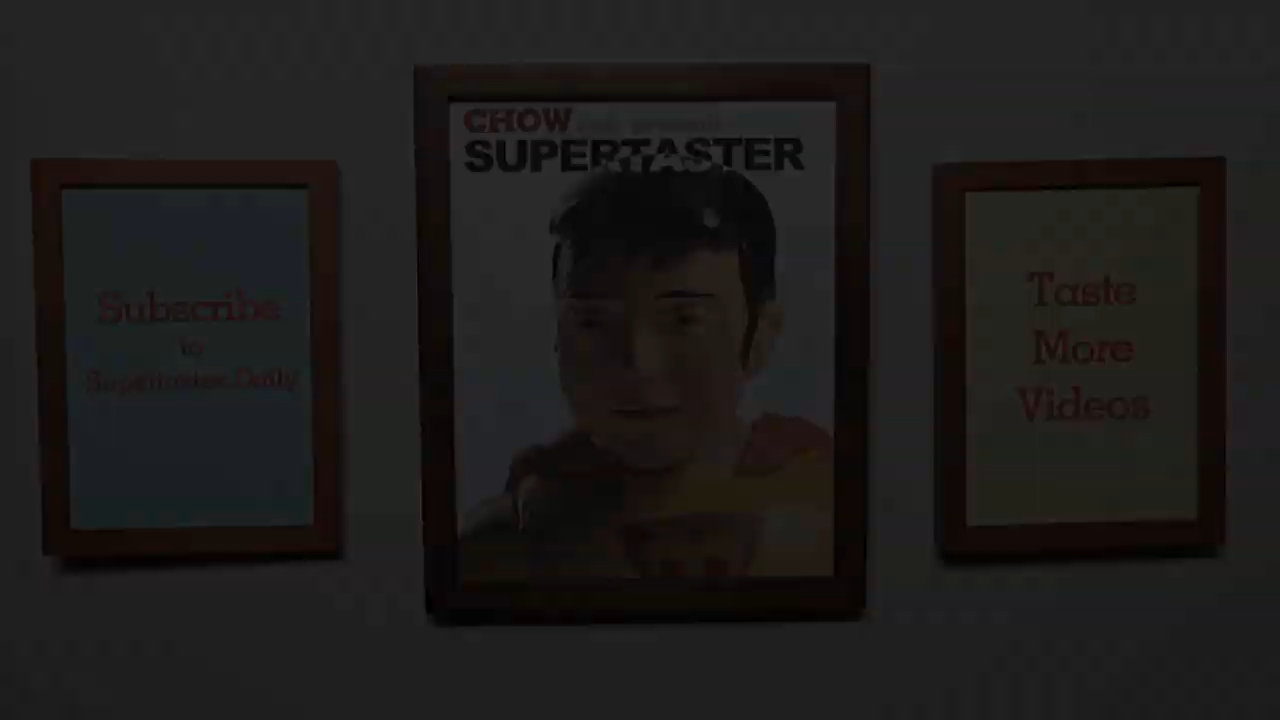 Subscribe
to
Supertaster Daily
CHOW
SUPERTASTER
Taste
More
Videos